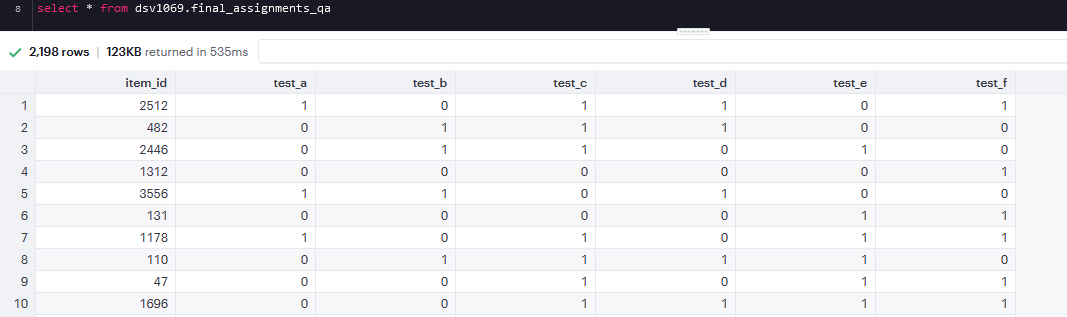 8 select * from dsv1069.final_assignments_qa
2,198 rows | 123KB returned in 535ms
item_id test_a test_b test_c test_d test_e test_f
1 2512 1 0 1 1 0 1
2 482 0 1 1 1 0 0
3 2446 0 1 1 0 1 0
4 1312 0 0 0 0 0 1
5 3556 1 1 0 1 0 0
6 131 0 0 0 0 1 1
7 1178 1 0 1 0 1 1
8 110 0 1 1 1 1 0
9 47 0 0 1 0 1 1
10 1696 0 0 1 1 1 1